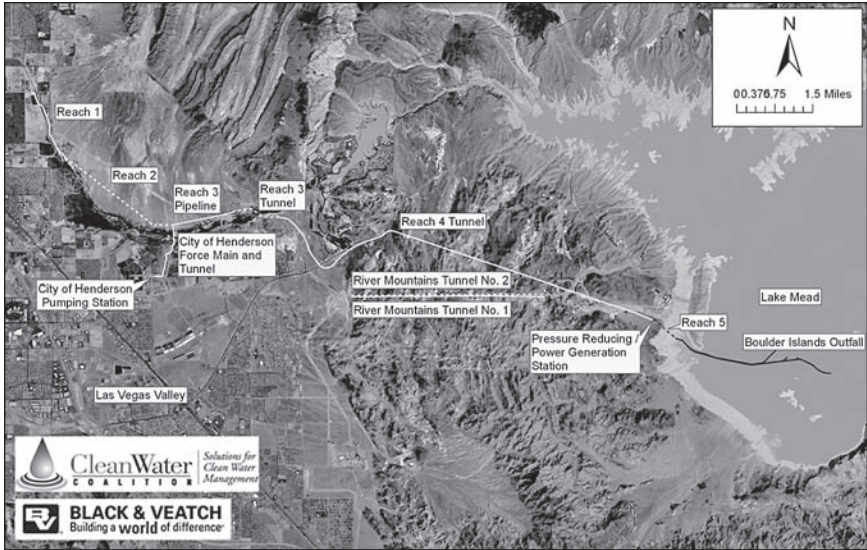 N
00.3760.75 1.5 Miles
Reach 1
Reach 2
Reach 3
Pipeline
Reach 3
Tunnel
Reach 4 Tunnel
City of Henderson
Force Main and
Tunnel
City of Henderson
Pumping Station
River Mountains Tunnel No. 2
River Mountains Tunnel No. 1
Lake Mead
Reach 5
Pressure Reducing /
Power Generation
Station
Boulder Islands Outfall
Las Vegas Valley
CleanWater
COALITION
Solutions for
Clean Water
Management
BV
BLACK & VEATCH
Building a world of difference